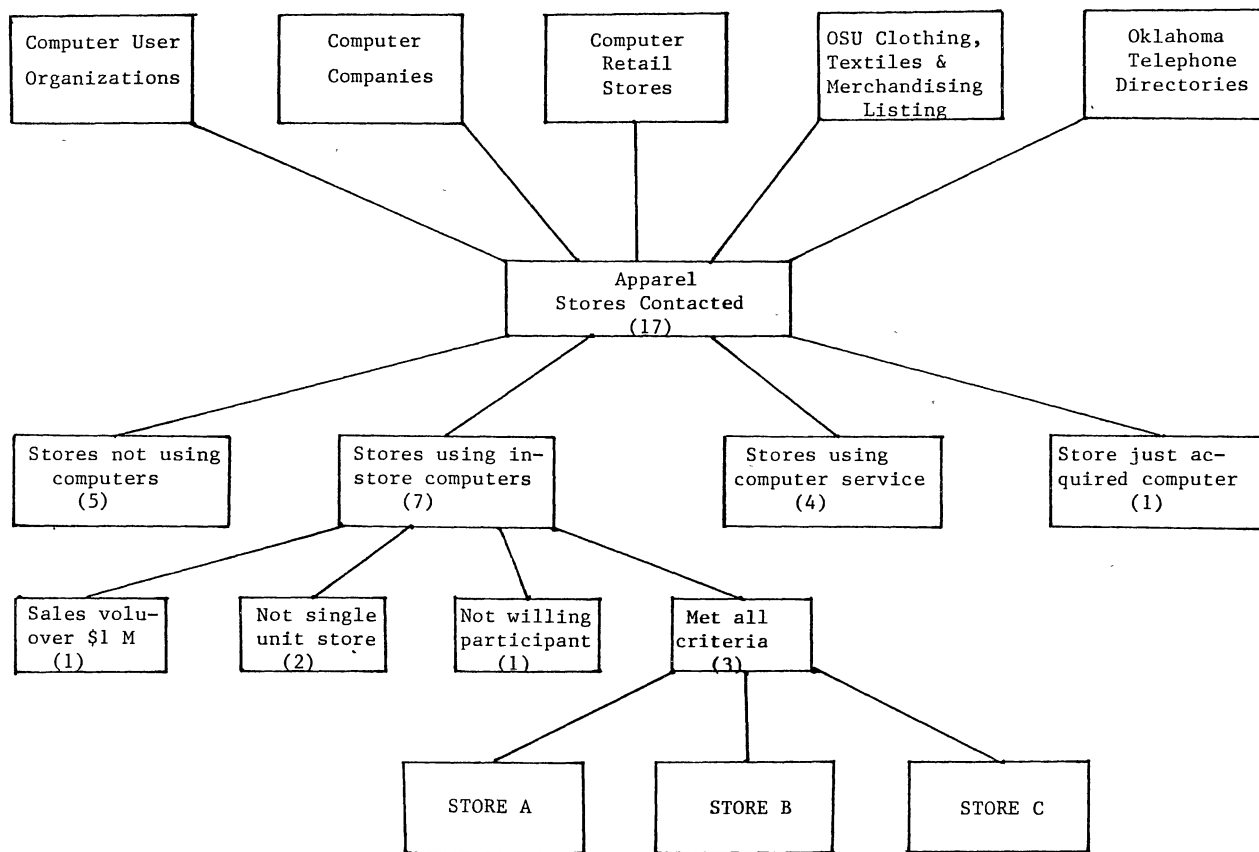 Computer User
Organizations
Computer
Companies
Computer
Retail
Stores
OSU Clothing,
Textiles &
Merchandising
Listing
Oklahoma
Telephone
Directories
Apparel
Stores Contacted
(17)
Stores not using
computers
(5)
Stores using in-
store computers
(7)
Stores using
computer service
(4)
Store just ac-
quired computer
(1)
Sales volu-
over $1 M
(1)
Not single
unit store
(2)
Not willing
participant
(1)
Met all
criteria
(3)
STORE A
STORE B
STORE C